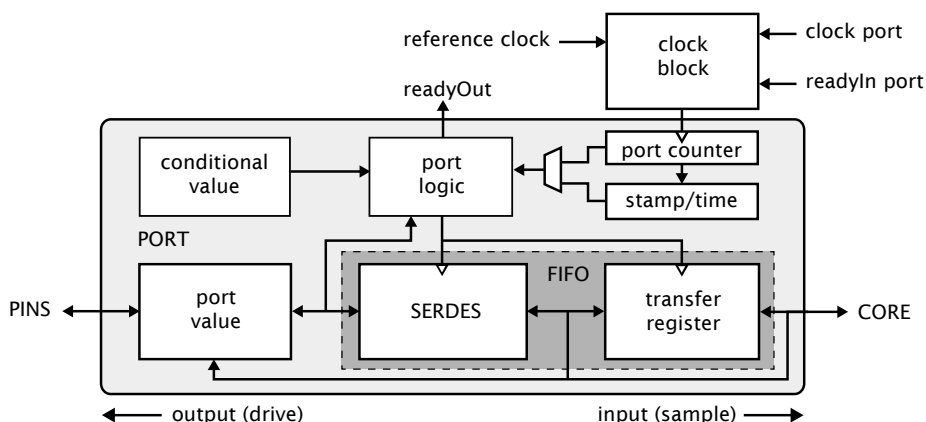 reference clock
clock
block
clock port
readyIn port
readyOut
conditional
value
port
logic
port counter
stamp/time
PORT
FIFO
PINS
port
value
SERDES
transfer
register
CORE
output (drive)
input (sample)